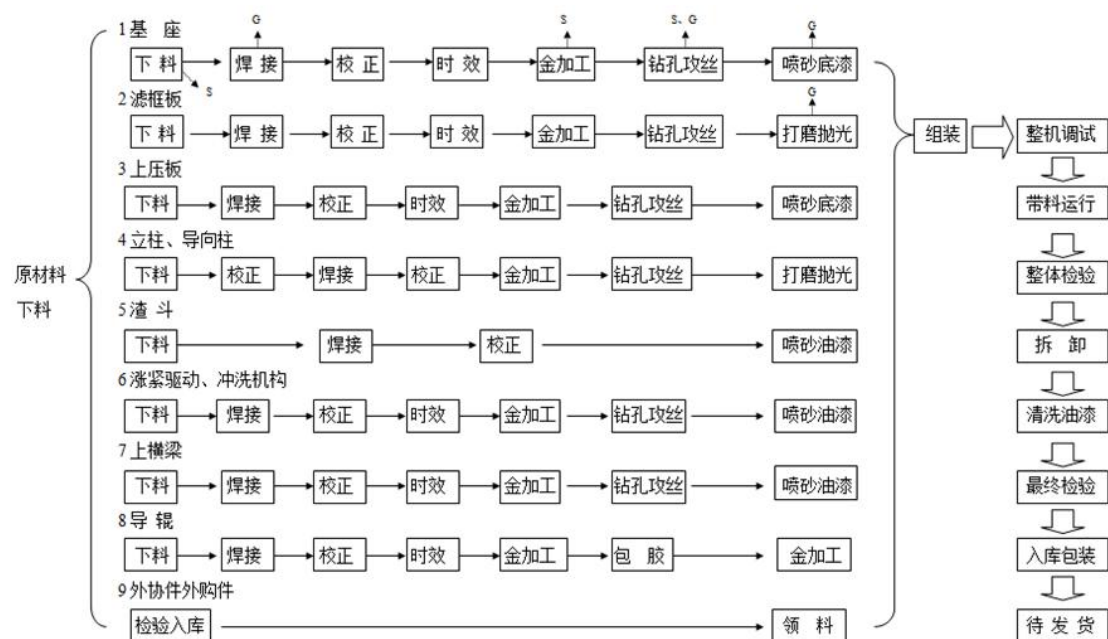 1 基 座
G
S
S、G
G
下 料
焊 接
校 正
时 效
金加工
钻孔攻丝
喷砂底漆
S
2 滤框板
G
下 料
焊 接
校 正
时 效
金加工
钻孔攻丝
打磨抛光
组装
整机调试
3 上压板
下料
焊接
校正
时效
金加工
钻孔攻丝
喷砂底漆
带料运行
4 立柱、导向柱
下料
校正
焊接
校正
金加工
钻孔攻丝
打磨抛光
整体检验
原材料
下料
5 渣 斗
下料
焊接
校正
喷砂油漆
拆 卸
6 涨紧驱动、冲洗机构
下料
焊接
校正
时效
金加工
钻孔攻丝
喷砂油漆
清洗油漆
7 上横梁
下料
焊接
校正
时效
金加工
钻孔攻丝
喷砂油漆
最终检验
8 导 辊
下料
焊接
校正
时效
金加工
包 胶
金加工
入库包装
9 外协件外购件
检验入库
领 料
待 发 货